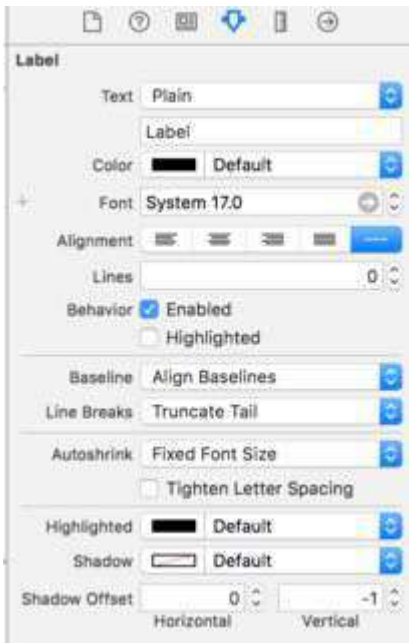 Label
Text Plain
Label
Color Default
Font System 17.0
Alignment
Lines 0
Behavior Enabled
Highlighted
Baseline Align Baselines
Line Breaks Truncate Tail
Autoshrink Fixed Font Size
Tighten Letter Spacing
Highlighted Default
Shadow Default
Shadow Offset 0 -1
Horizontal Vertical